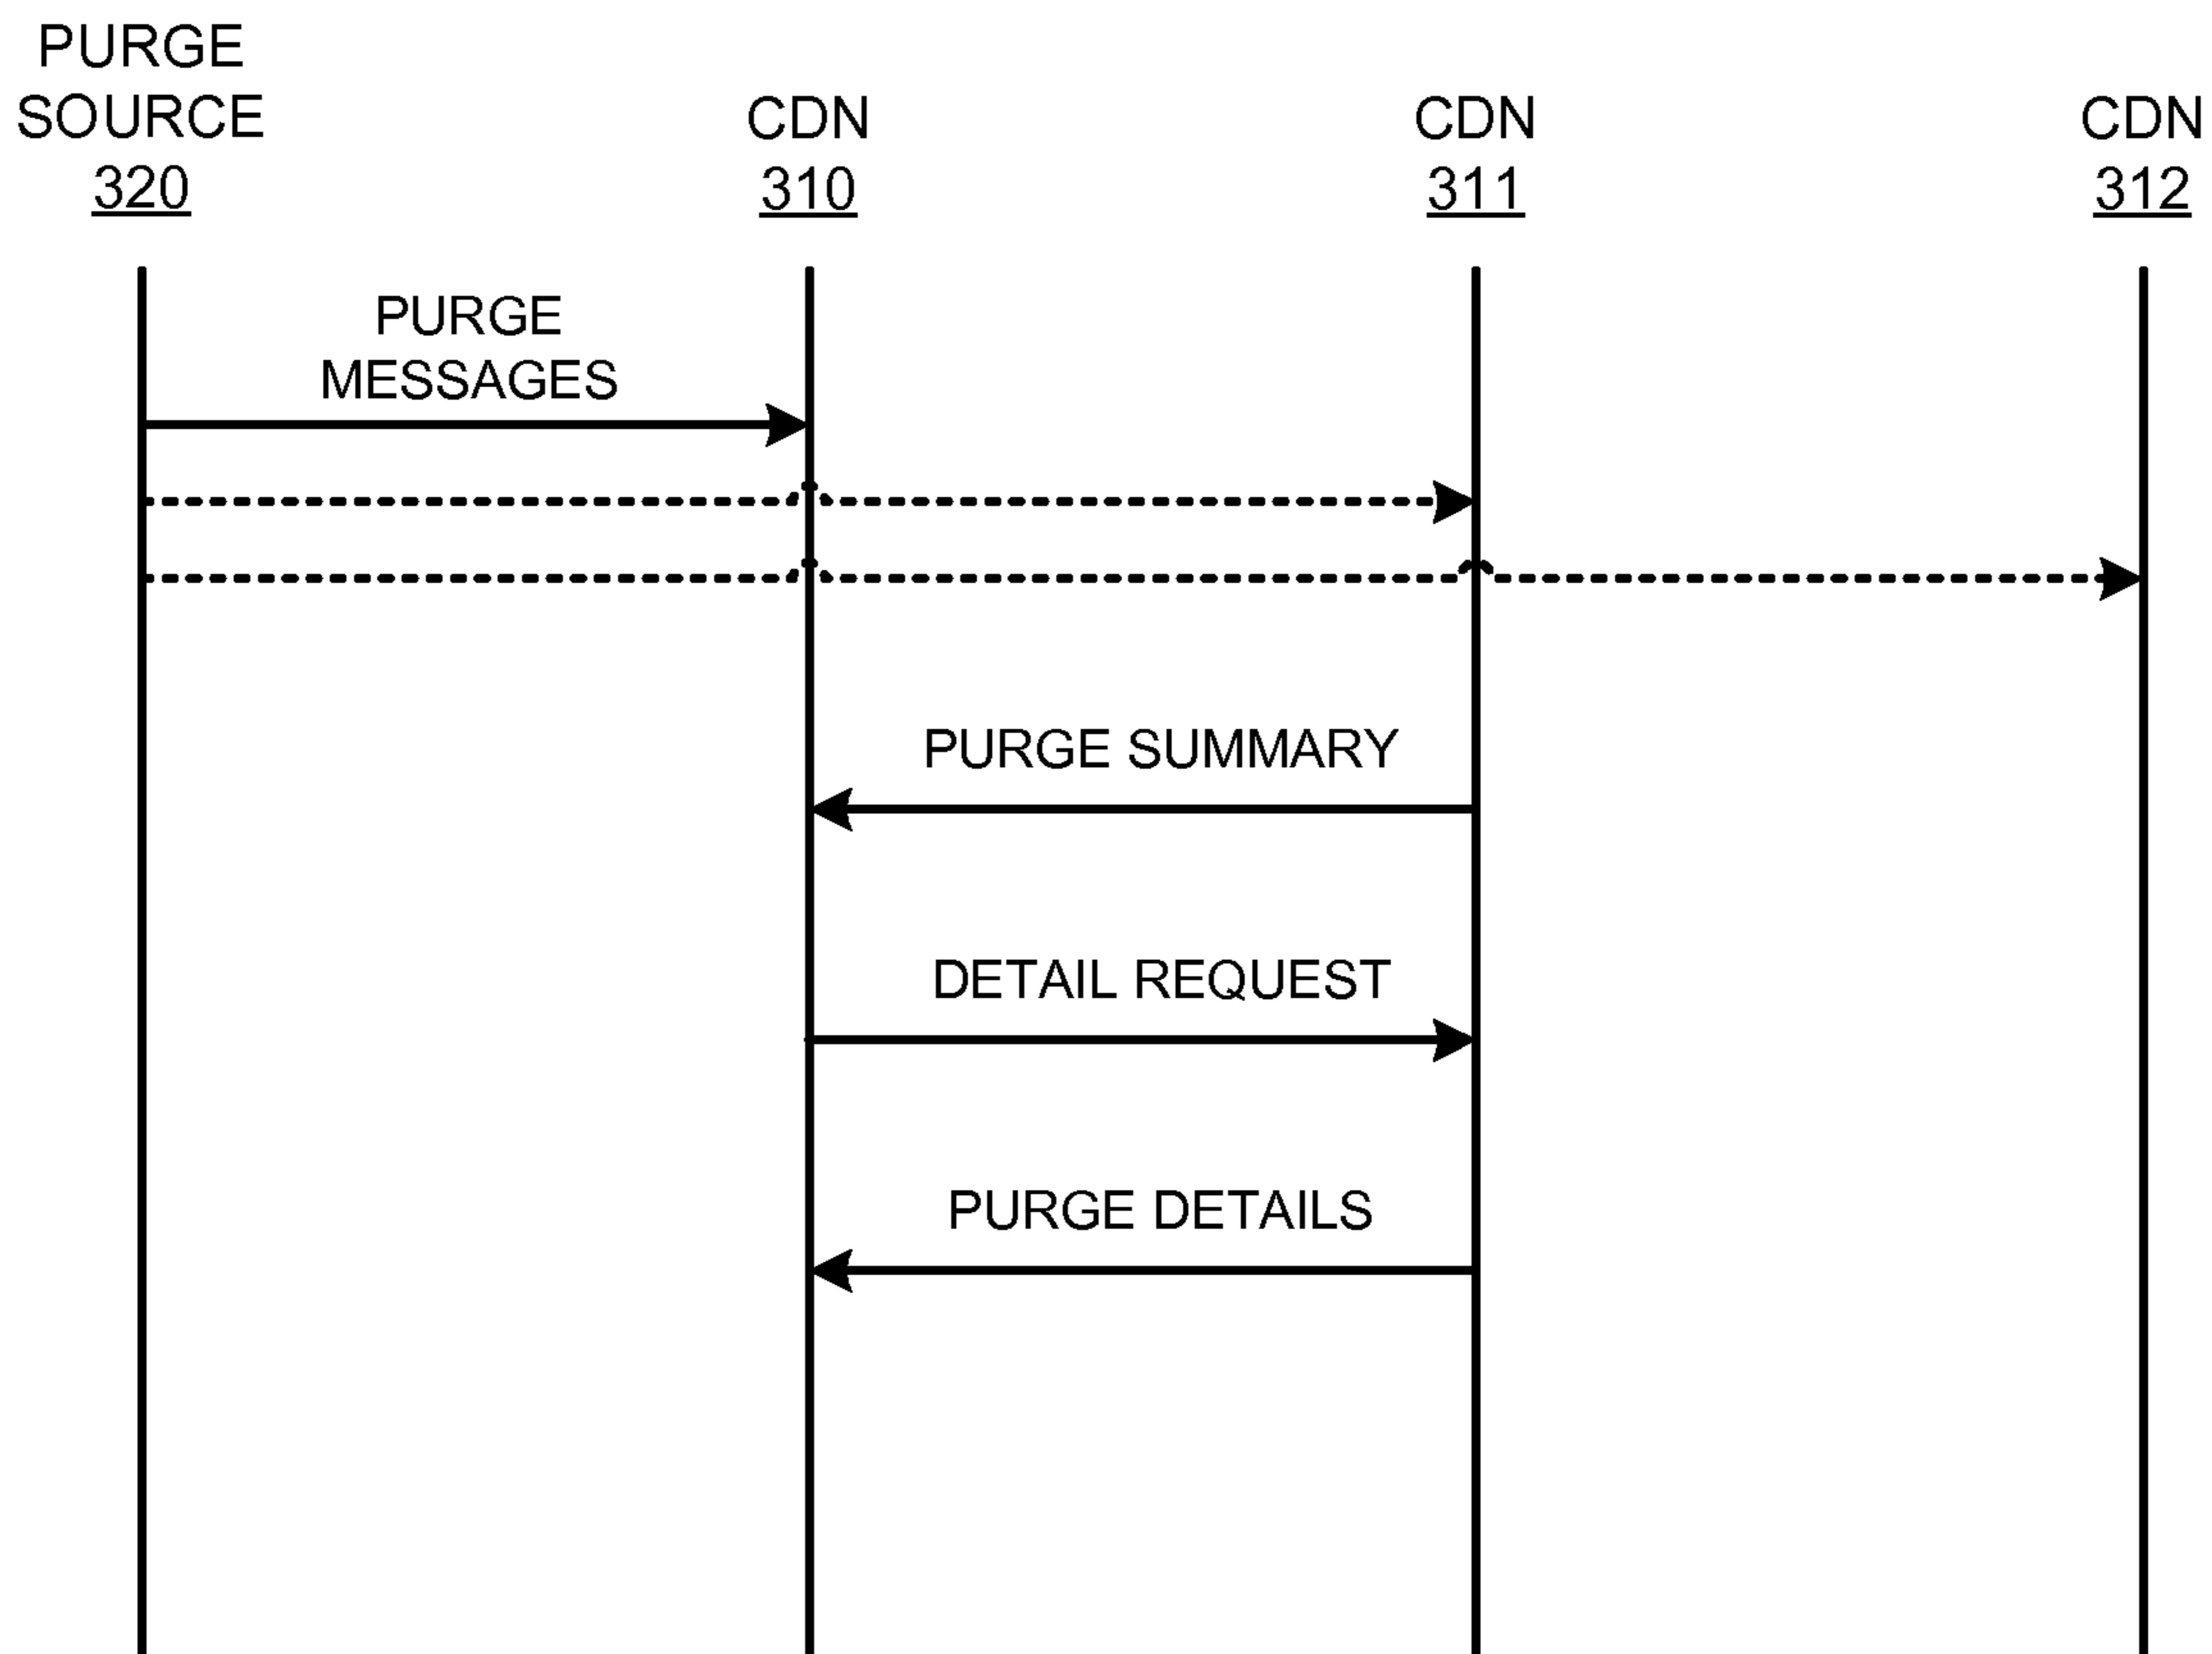 PURGE
SOURCE
320
CDN
310
CDN
311
CDN
312
PURGE
MESSAGES
PURGE SUMMARY
DETAIL REQUEST
PURGE DETAILS